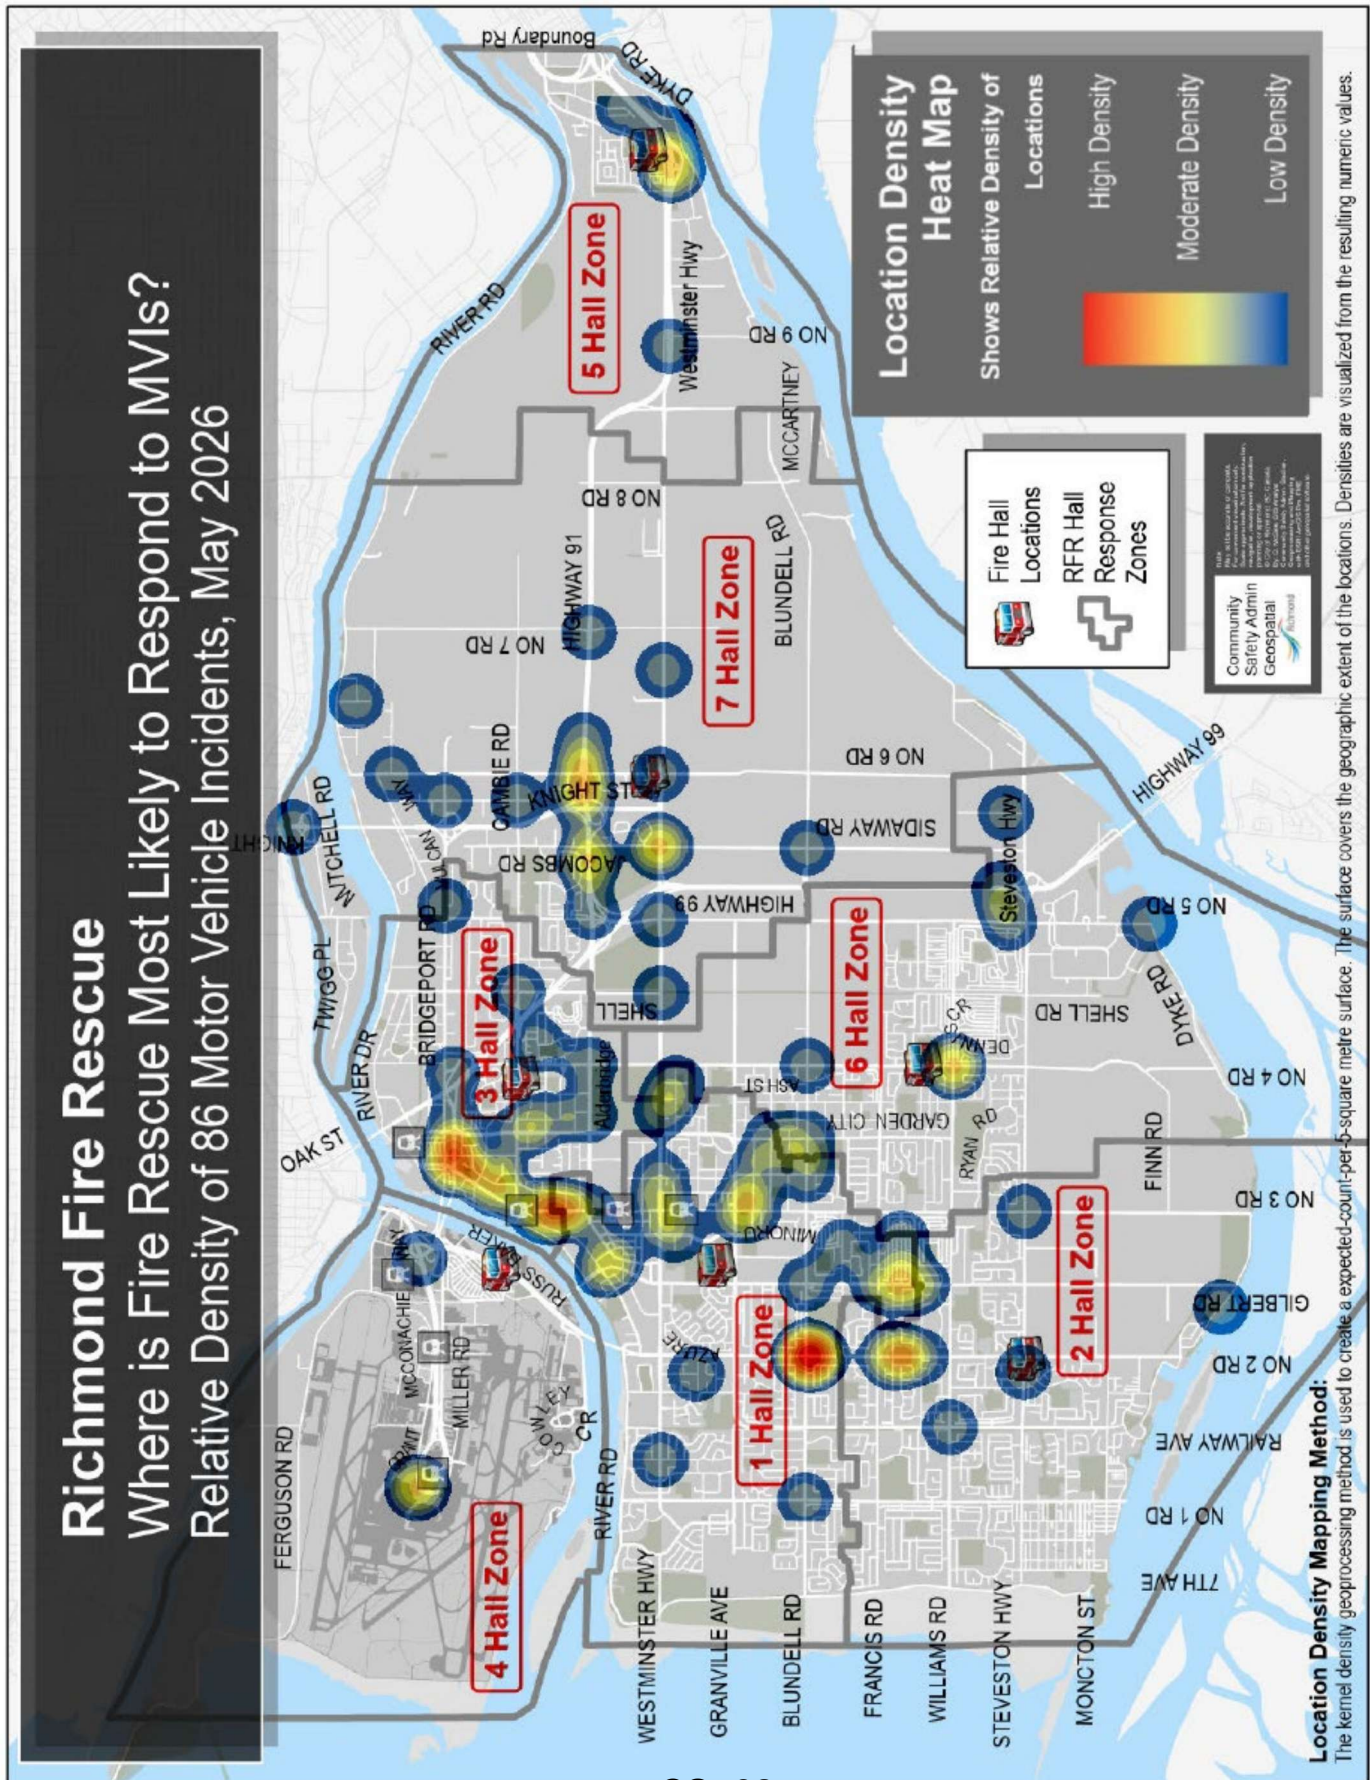 Richmond Fire Rescue
Where is Fire Rescue Most Likely to Respond to MVIs?
Relative Density of 86 Motor Vehicle Incidents, May 2026
FERGUSON RD
4 Hall Zone
GRANT
MCCONACHIE WAY
MILLER RD
COWLEY
CR
RUSS BAKER
RIVER RD
OAK ST
RIVER DR
TWIGG PL
MITCHELL RD
KNIGHT
BRIDGEPORT RD
VULCAN
WAY
3 Hall Zone
CAMBIE RD
KNIGHT ST
JACOBS RD
HIGHWAY 91
NO 7 RD
NO 8 RD
RIVER RD
5 Hall Zone
Boundary Rd
DYKE RD
Westminster Hwy
NO 9 RD
MCCARTNEY
7 Hall Zone
BLUNDELL RD
NO 6 RD
SIDAWAY RD
HIGHWAY 99
SHELL
Alderbridge
ASH ST
GARDEN CITY
6 Hall Zone
MINORU
AZURE
1 Hall Zone
DENNIS CR
RYAN RD
Steveston Hwy
SHELL RD
NO 5 RD
DYKE RD
NO 4 RD
FINN RD
NO 3 RD
2 Hall Zone
GILBERT RD
NO 2 RD
RAILWAY AVE
NO 1 RD
7TH AVE
HIGHWAY 99
WESTMINSTER HWY
GRANVILLE AVE
BLUNDELL RD
FRANCIS RD
WILLIAMS RD
STEVESTON HWY
MONCTON ST
Fire Hall
Locations
RFR Hall
Response
Zones
Community
Safety Admin
Geospatial
Richmond
Location Density
Heat Map
Shows Relative Density of
Locations
High Density
Moderate Density
Low Density
Location Density Mapping Method:
The kernel density geoprocessing method is used to create a expected-count-per-5-square metre surface. The surface covers the geographic extent of the locations. Densities are visualized from the resulting numeric values.